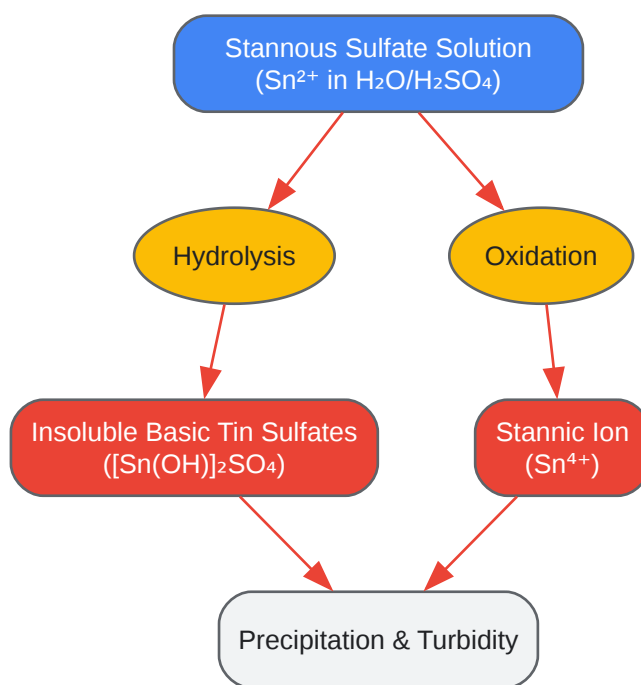 Stannous Sulfate Solution
(Sn²⁺ in H₂O/H₂SO₄)
Hydrolysis
Oxidation
Insoluble Basic Tin Sulfates
([Sn(OH)]₂SO₄)
Stannic Ion
(Sn⁴⁺)
Precipitation & Turbidity